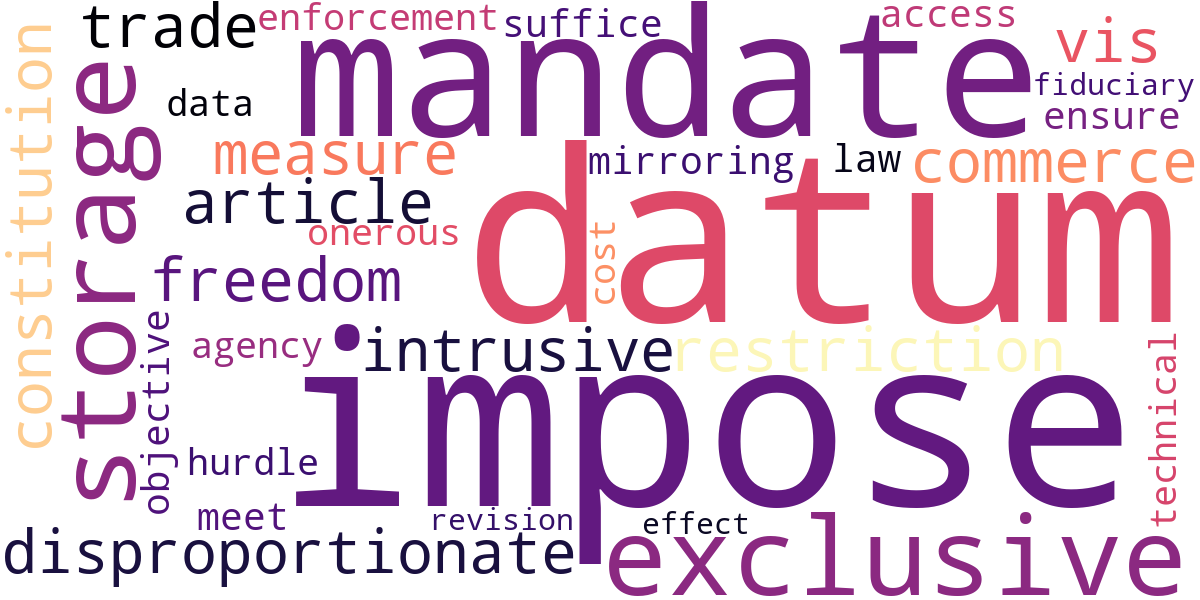 trade
enforcement
mandate
suffice
access
vis
constitution
storage
data
fiduciary
ensure
measure
mirroring
law
commerce
article
datum
onerous
cost
freedom
objective
agency
intrusive
restriction
technical
impose
hurdle
meet
revision
effect
disproportionate
exclusive